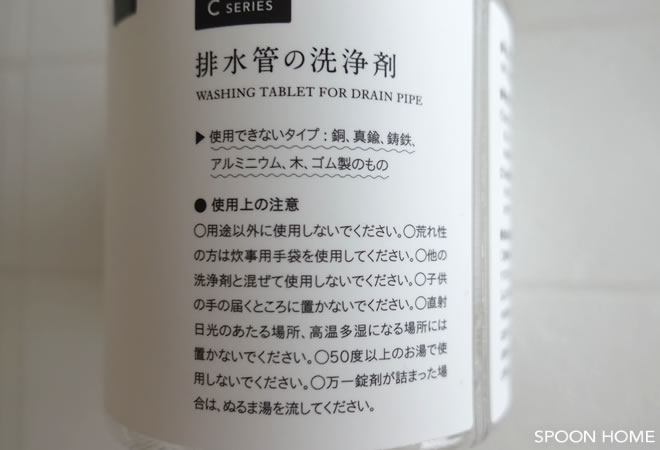 C SERIES
排水管の洗浄剤
WASHING TABLET FOR DRAIN PIPE
▶使用できないタイプ：銅、真鍮、鋳鉄、
アルミニウム、木、ゴム製のもの
●使用上の注意
○用途以外に使用しないでください。○荒れ性
の方は炊事用手袋を使用してください。○他の
洗浄剤と混ぜて使用しないでください。○子供
の手の届くところに置かないでください。○直射
日光のあたる場所、高温多湿になる場所には
置かないでください。○50度以上のお湯で使
用しないでください。○万一錠剤が詰まった場
合は、ぬるま湯を流してください。
SPOON HOME